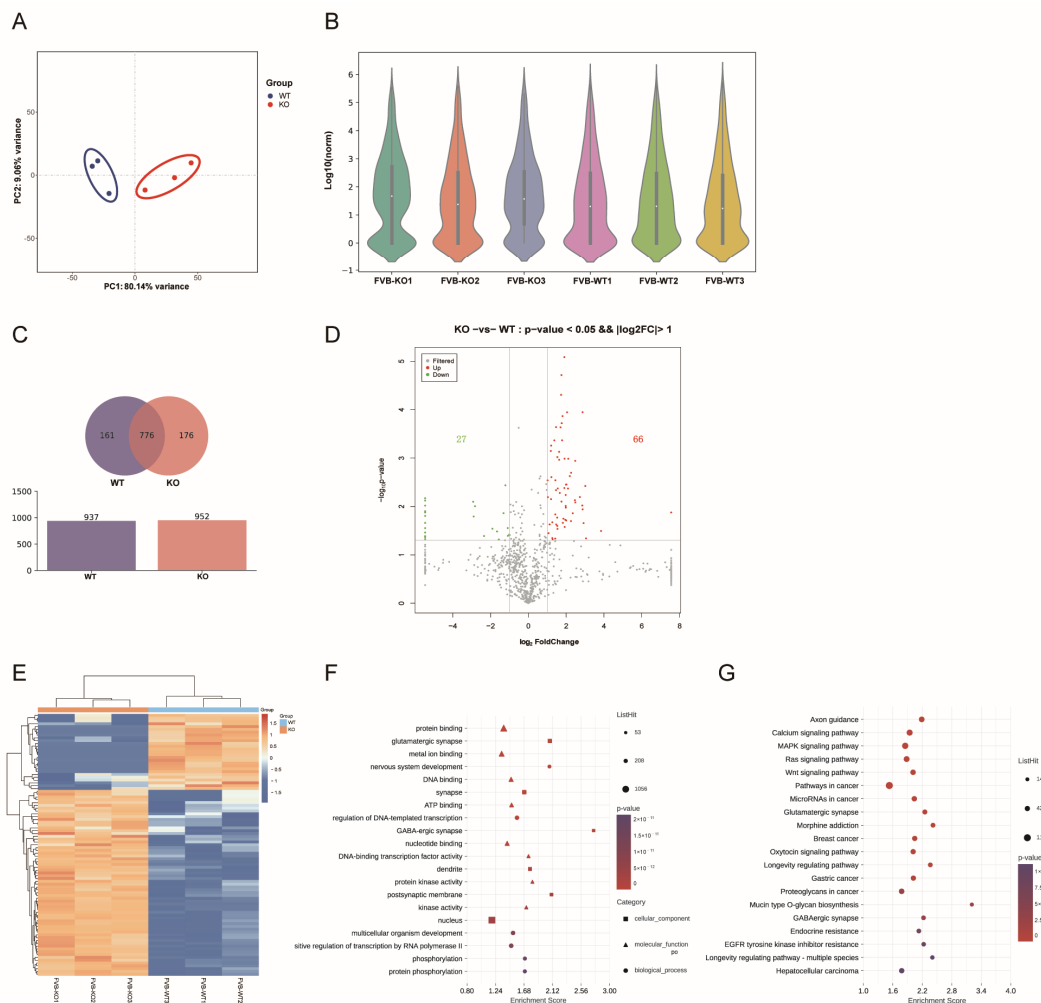 A
PC2: 9.06% variance
50
0
-50
-50
0
50
PC1: 80.14% variance
Group
WT
KO
B
Log10(norm)
6
5
4
3
2
1
0
−1
FVB-KO1 FVB-KO2 FVB-KO3 FVB-WT1 FVB-WT2 FVB-WT3
C
161 776 176
WT KO
1000
500
0
937 952
WT KO
D
KO −vs− WT : p−value < 0.05 && |log2FC|> 1
Filtered
Up
Down
27
66
−log10p−value
5
4
3
2
1
0
−4 −2 0 2 4 6 8
log2 FoldChange
E
Group
1.5
1
0.5
0
−0.5
−1
−1.5
Group
WT
KO
FVB-KO1
FVB-KO2
FVB-KO3
FVB-WT3
FVB-WT1
FVB-WT2
F
protein binding
glutamatergic synapse
metal ion binding
nervous system development
DNA binding
synapse
ATP binding
regulation of DNA-templated transcription
GABA-ergic synapse
nucleotide binding
DNA-binding transcription factor activity
dendrite
protein kinase activity
postsynaptic membrane
kinase activity
nucleus
multicellular organism development
sitive regulation of transcription by RNA polymerase II
phosphorylation
protein phosphorylation
0.80 1.24 1.68 2.12 2.56 3.00
Enrichment Score
ListHit
53
208
1056
p-value
0
Category
cellular_component
molecular_function
biological_process
G
Axon guidance
Calcium signaling pathway
MAPK signaling pathway
Ras signaling pathway
Wnt signaling pathway
Pathways in cancer
MicroRNAs in cancer
Glutamatergic synapse
Morphine addiction
Breast cancer
Oxytocin signaling pathway
Longevity regulating pathway
Gastric cancer
Proteoglycans in cancer
Mucin type O-glycan biosynthesis
GABAergic synapse
Endocrine resistance
EGFR tyrosine kinase inhibitor resistance
Longevity regulating pathway - multiple species
Hepatocellular carcinoma
1.6 2.2 2.8 3.4 4.0
1.0
Enrichment Score
ListHit
p-value
0